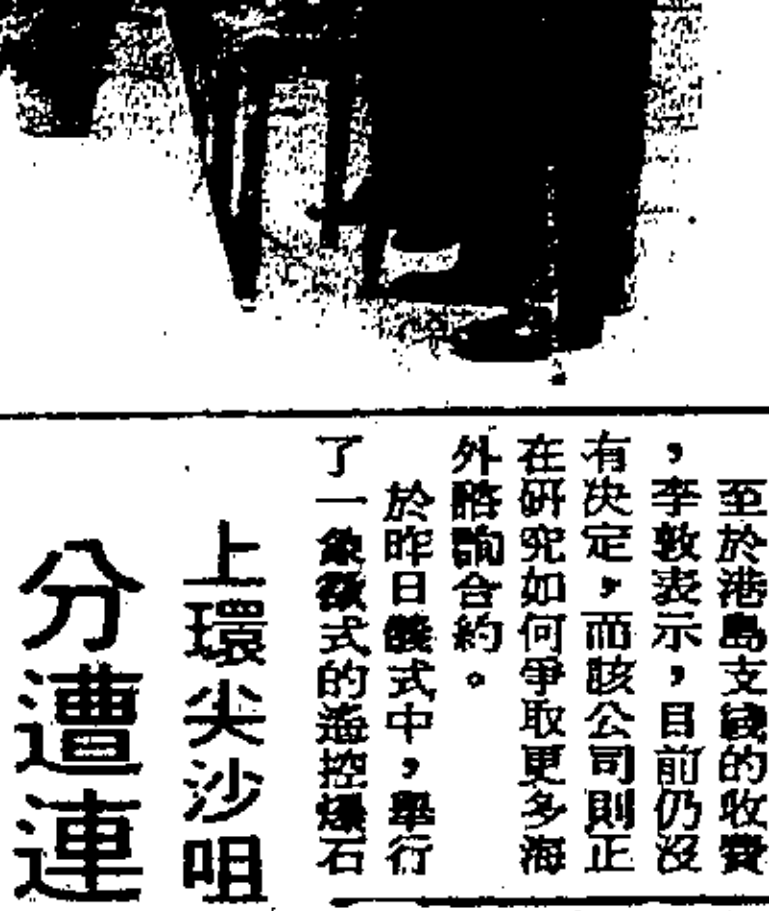 至於港島支綫的收費
，李敦表示，目前仍沒
有决定，而該公司則正
在研究如何爭取更多海
外諮詢合約。
於昨日儀式中，舉行
了一象徵式的遙控爆石
上環尖沙咀
分遭連